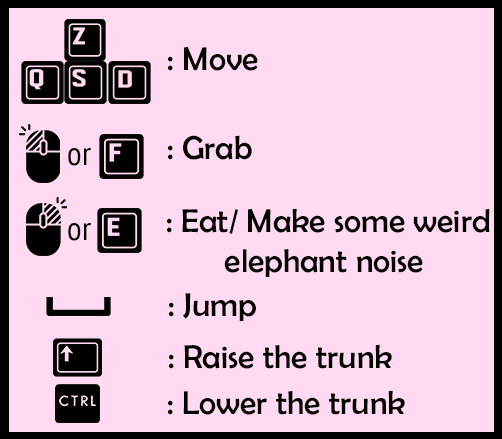 Z
Q S D : Move
or F : Grab
or E : Eat/ Make some weird
elephant noise
: Jump
: Raise the trunk
CTRL : Lower the trunk